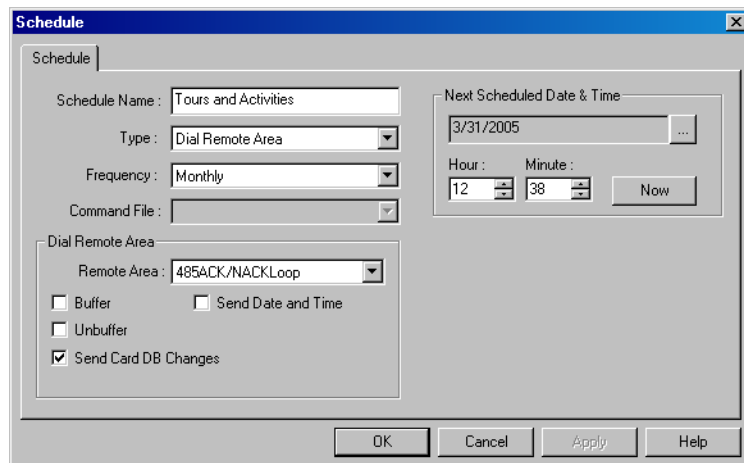 Schedule
Schedule
Schedule Name : Tours and Activities
Type : Dial Remote Area
Frequency : Monthly
Command File :
Dial Remote Area
Remote Area : 485ACK/NACKLoop
Buffer Send Date and Time
Unbuffer
Send Card DB Changes
Next Scheduled Date & Time
3/31/2005 ...
Hour : Minute :
12 38 Now
OK Cancel Apply Help